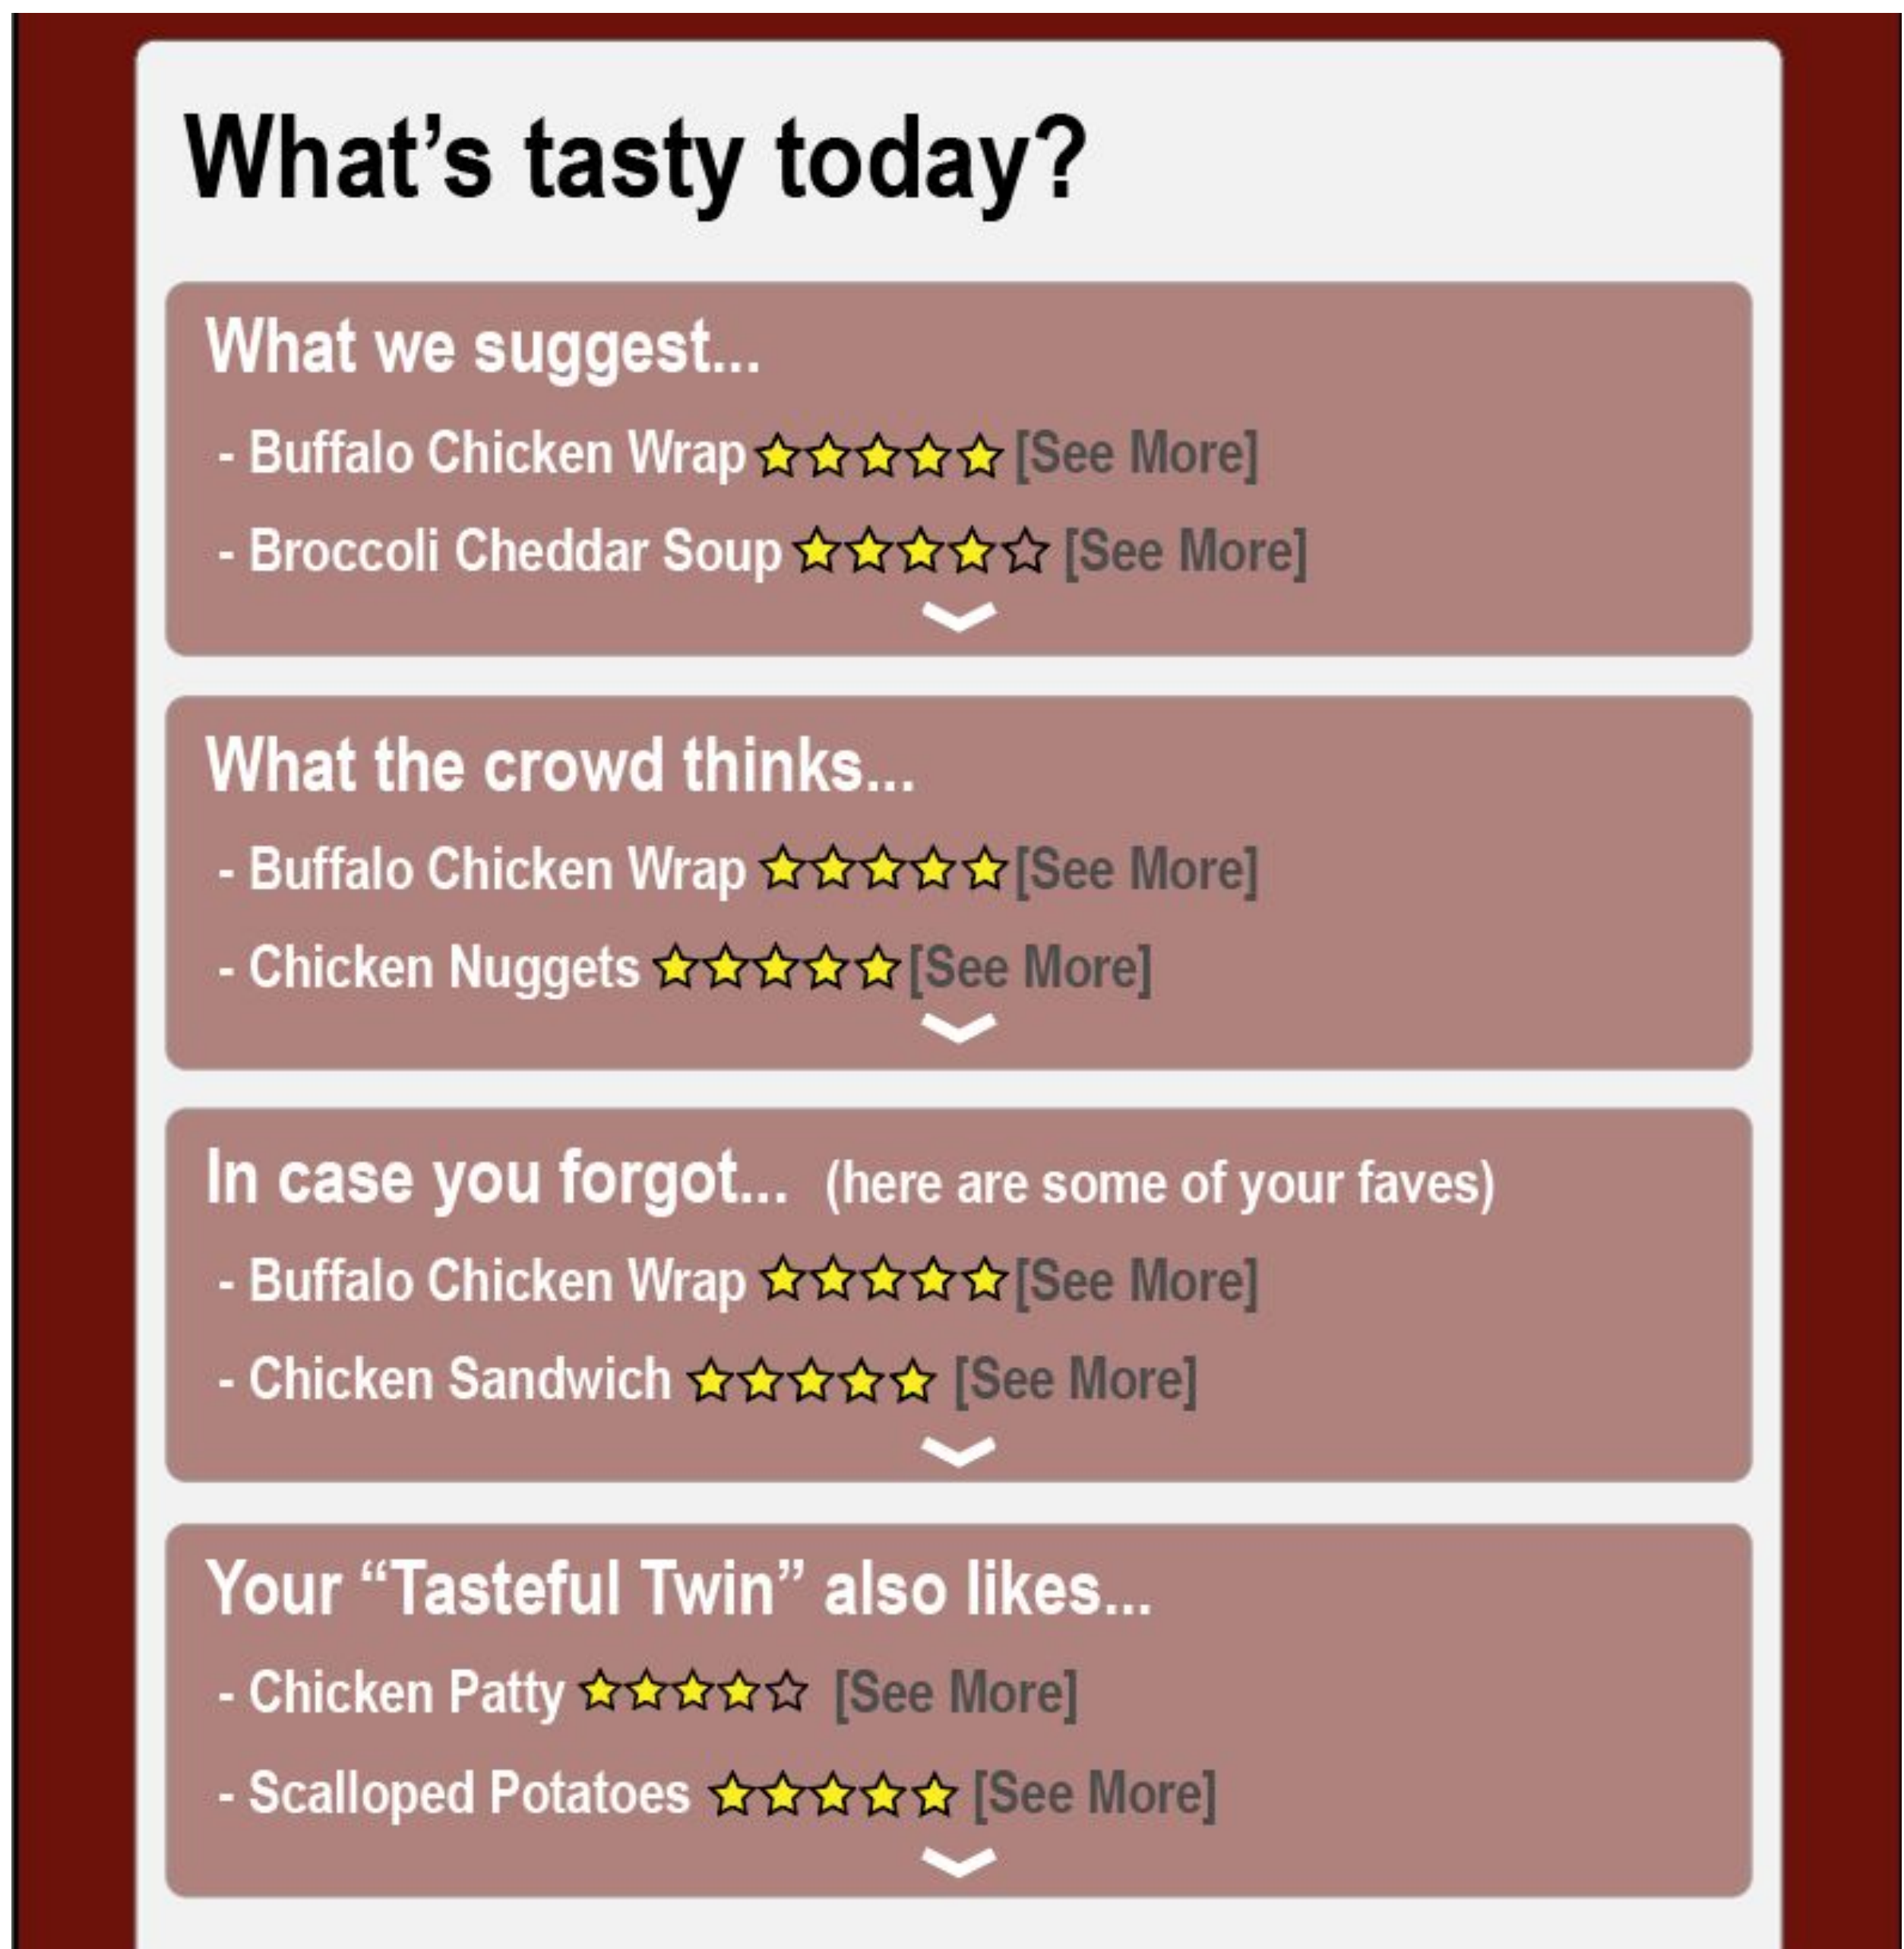 What's tasty today?
What we suggest...
- Buffalo Chicken Wrap [See More]
- Broccoli Cheddar Soup [See More]
What the crowd thinks...
- Buffalo Chicken Wrap [See More]
- Chicken Nuggets [See More]
In case you forgot... (here are some of your faves)
- Buffalo Chicken Wrap [See More]
- Chicken Sandwich [See More]
Your “Tasteful Twin” also likes...
- Chicken Patty [See More]
- Scalloped Potatoes [See More]